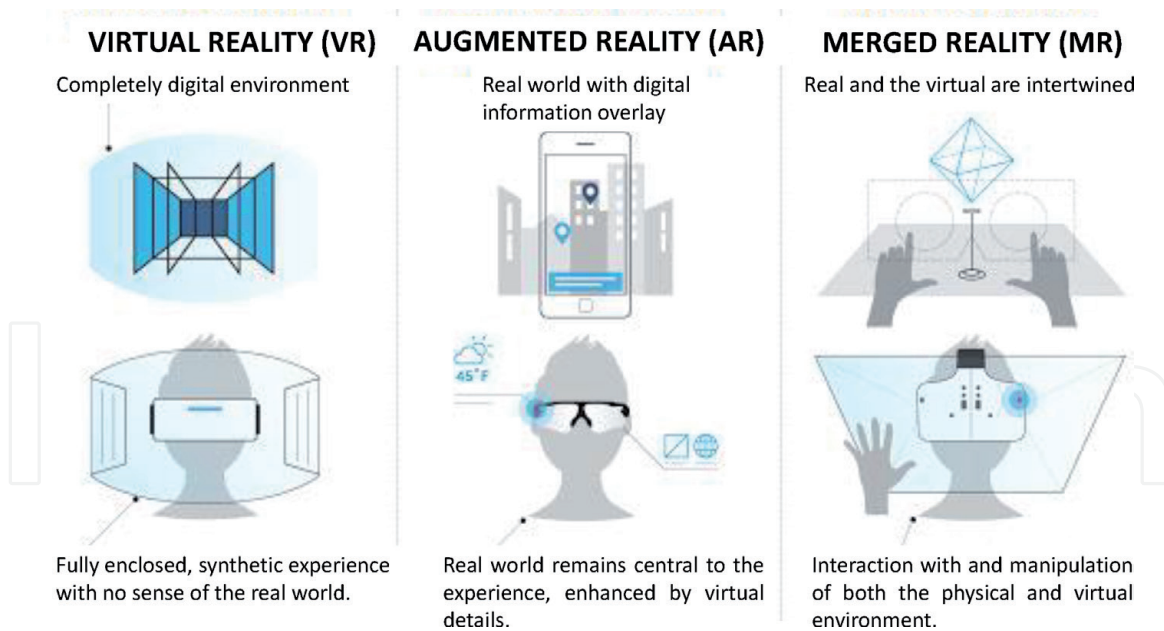 VIRTUAL REALITY (VR)
Completely digital environment
Fully enclosed, synthetic experience
with no sense of the real world.
AUGMENTED REALITY (AR)
Real world with digital
information overlay
45°F
Real world remains central to the
experience, enhanced by virtual
details.
MERGED REALITY (MR)
Real and the virtual are intertwined
Interaction with and manipulation
of both the physical and virtual
environment.